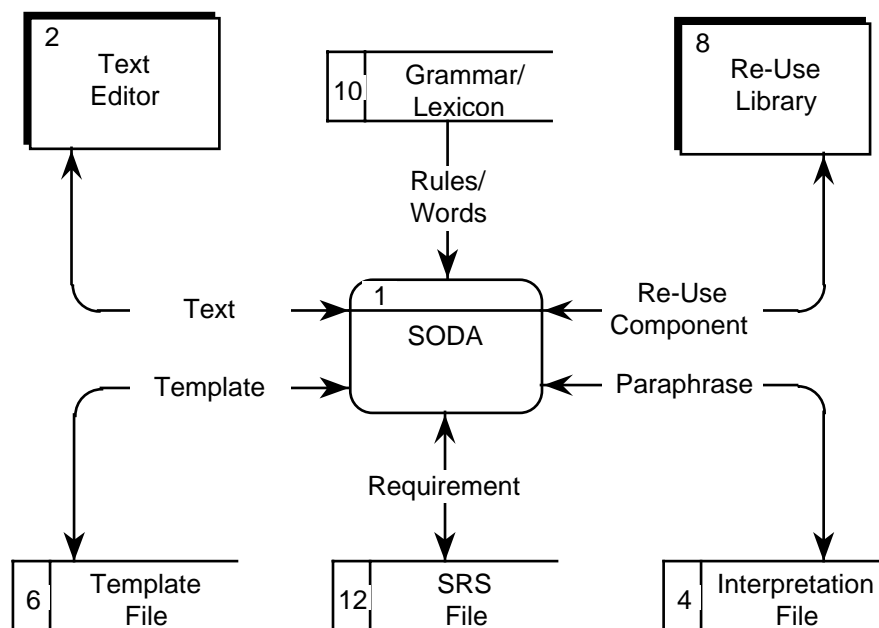 2
Text
Editor
10
Grammar/
Lexicon
8
Re-Use
Library
Rules/
Words
Text
1
SODA
Re-Use
Component
Template
Paraphrase
Requirement
6
Template
File
12
SRS
File
4
Interpretation
File